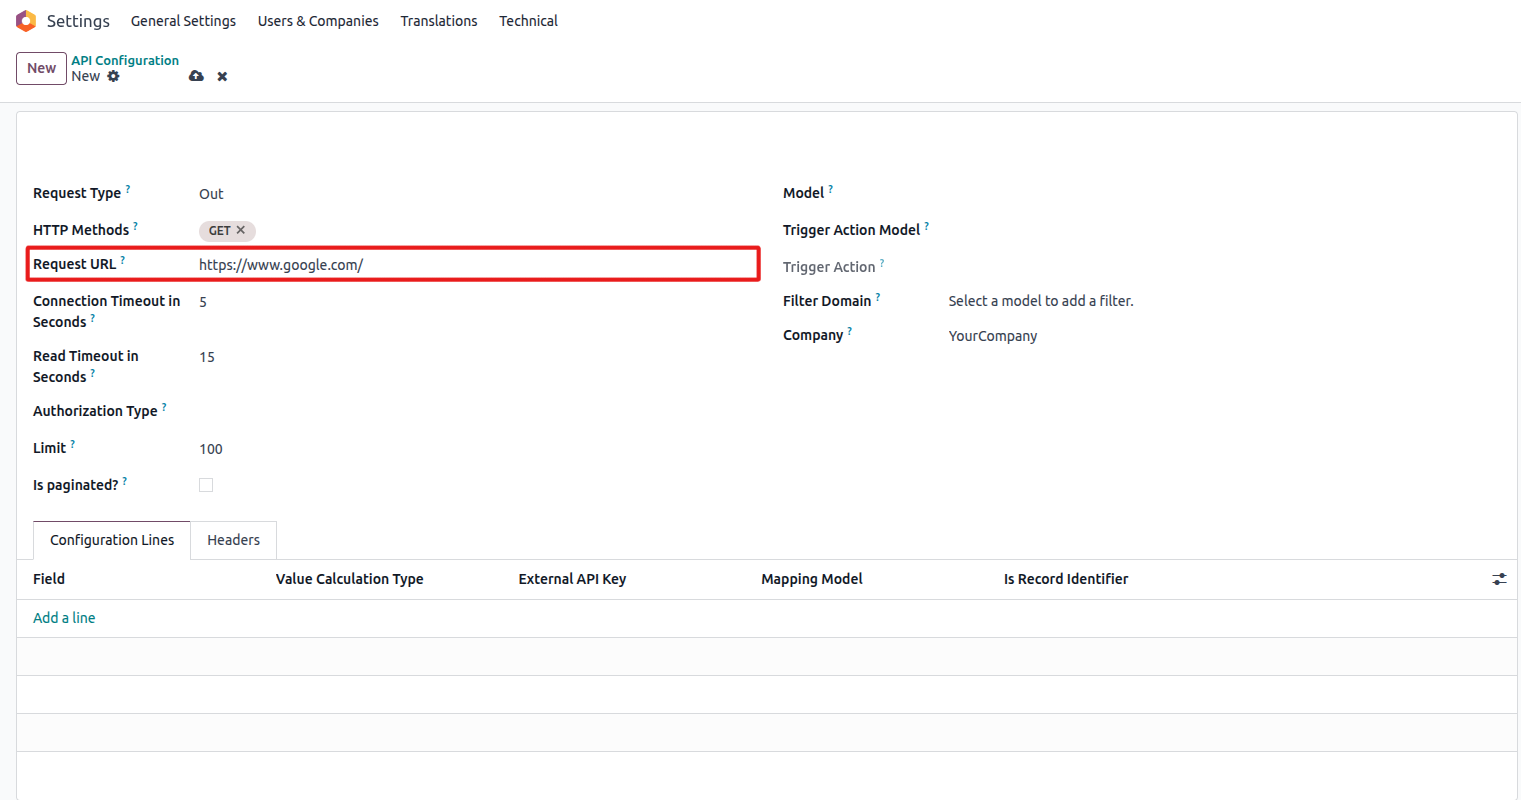 Settings General Settings Users & Companies Translations Technical
New API Configuration
New
Request Type ? Out
HTTP Methods ? GET ×
Request URL ? https://www.google.com/
Connection Timeout in
Seconds ? 5
Read Timeout in
Seconds ? 15
Authorization Type ?
Limit ? 100
Is paginated? ?
Model ?
Trigger Action Model ?
Trigger Action ?
Filter Domain ? Select a model to add a filter.
Company ? YourCompany
Configuration Lines Headers
Field Value Calculation Type External API Key Mapping Model Is Record Identifier
Add a line